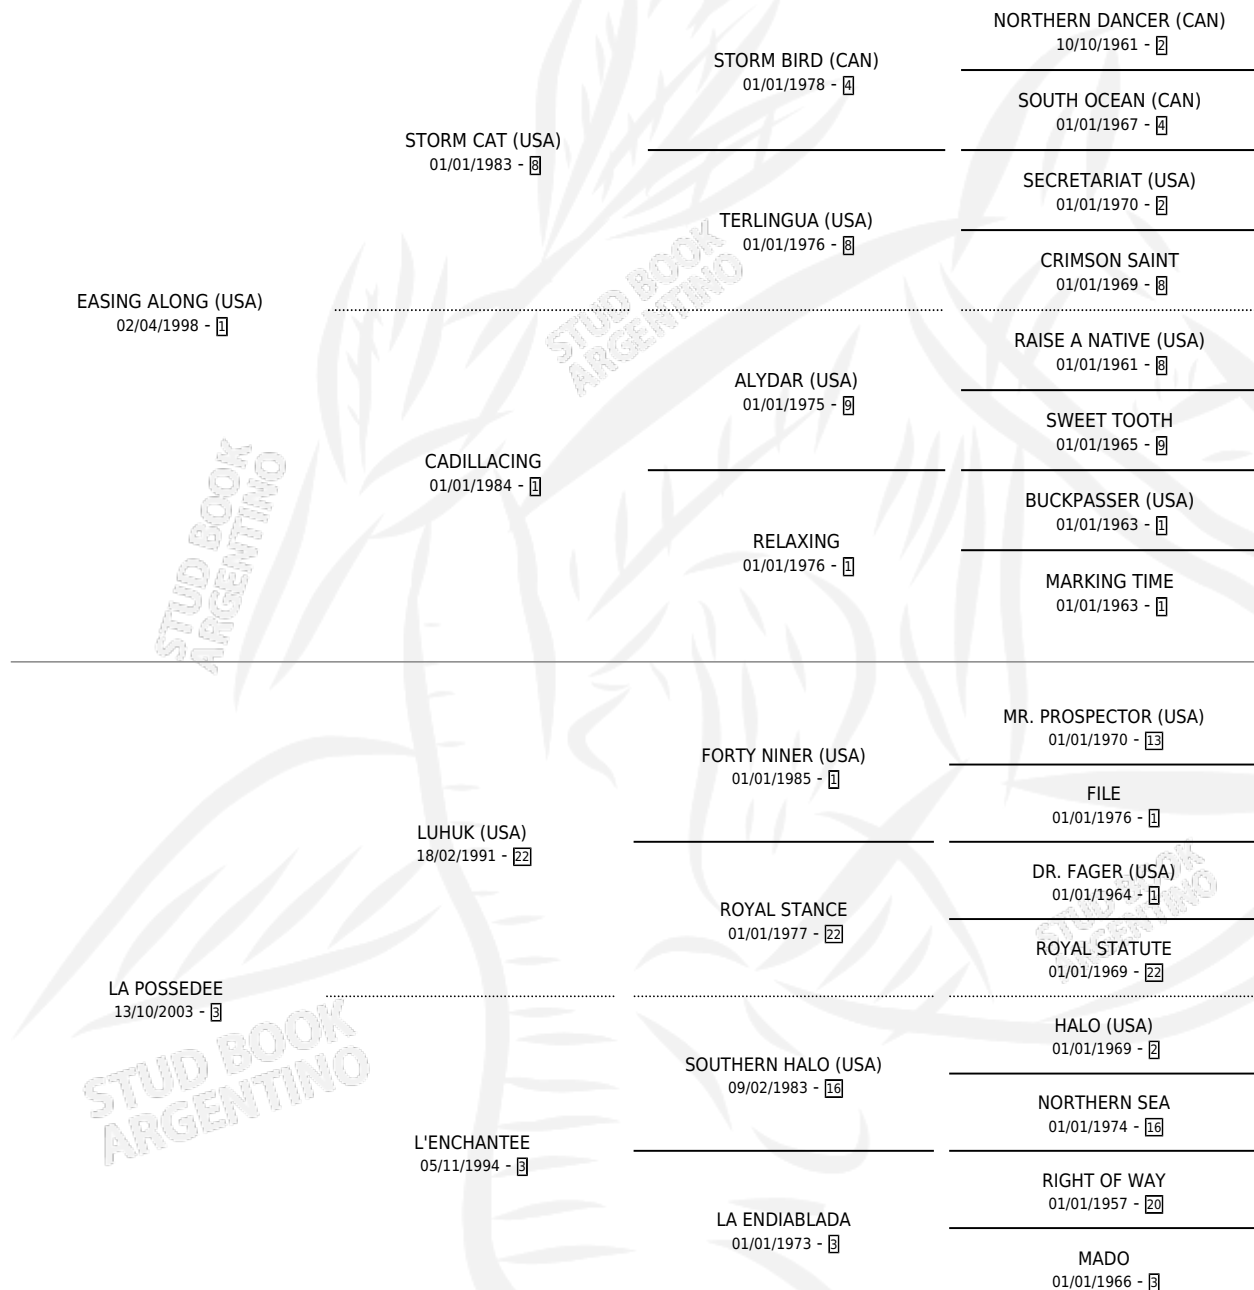 NORTHERN DANCER (CAN)
10/10/1961 - 2
STORM BIRD (CAN)
01/01/1978 - 4
SOUTH OCEAN (CAN)
01/01/1967 - 4
STORM CAT (USA)
01/01/1983 - 8
SECRETARIAT (USA)
01/01/1970 - 2
TERLINGUA (USA)
01/01/1976 - 8
CRIMSON SAINT
01/01/1969 - 8
EASING ALONG (USA)
02/04/1998 - 1
STUD BOOK
ARGENTINO
RAISE A NATIVE (USA)
01/01/1961 - 8
ALYDAR (USA)
01/01/1975 - 9
SWEET TOOTH
01/01/1965 - 9
CADILLACING
01/01/1984 - 1
BUCKPASSER (USA)
01/01/1963 - 1
RELAXING
01/01/1976 - 1
MARKING TIME
01/01/1963 - 1
STUD BOOK
ARGENTINO
MR. PROSPECTOR (USA)
01/01/1970 - 13
FORTY NINER (USA)
01/01/1985 - 1
FILE
01/01/1976 - 1
LUHUK (USA)
18/02/1991 - 22
DR. FAGER (USA)
01/01/1964 - 1
STUD BOOK
ARGENTINO
ROYAL STANCE
01/01/1977 - 22
ROYAL STATUTE
01/01/1969 - 22
LA POSSEDEE
13/10/2003 - 3
STUD BOOK
ARGENTINO
HALO (USA)
01/01/1969 - 2
SOUTHERN HALO (USA)
09/02/1983 - 16
NORTHERN SEA
01/01/1974 - 16
L'ENCHANTEE
05/11/1994 - 3
RIGHT OF WAY
01/01/1957 - 20
LA ENDIABLADA
01/01/1973 - 3
MADO
01/01/1966 - 3